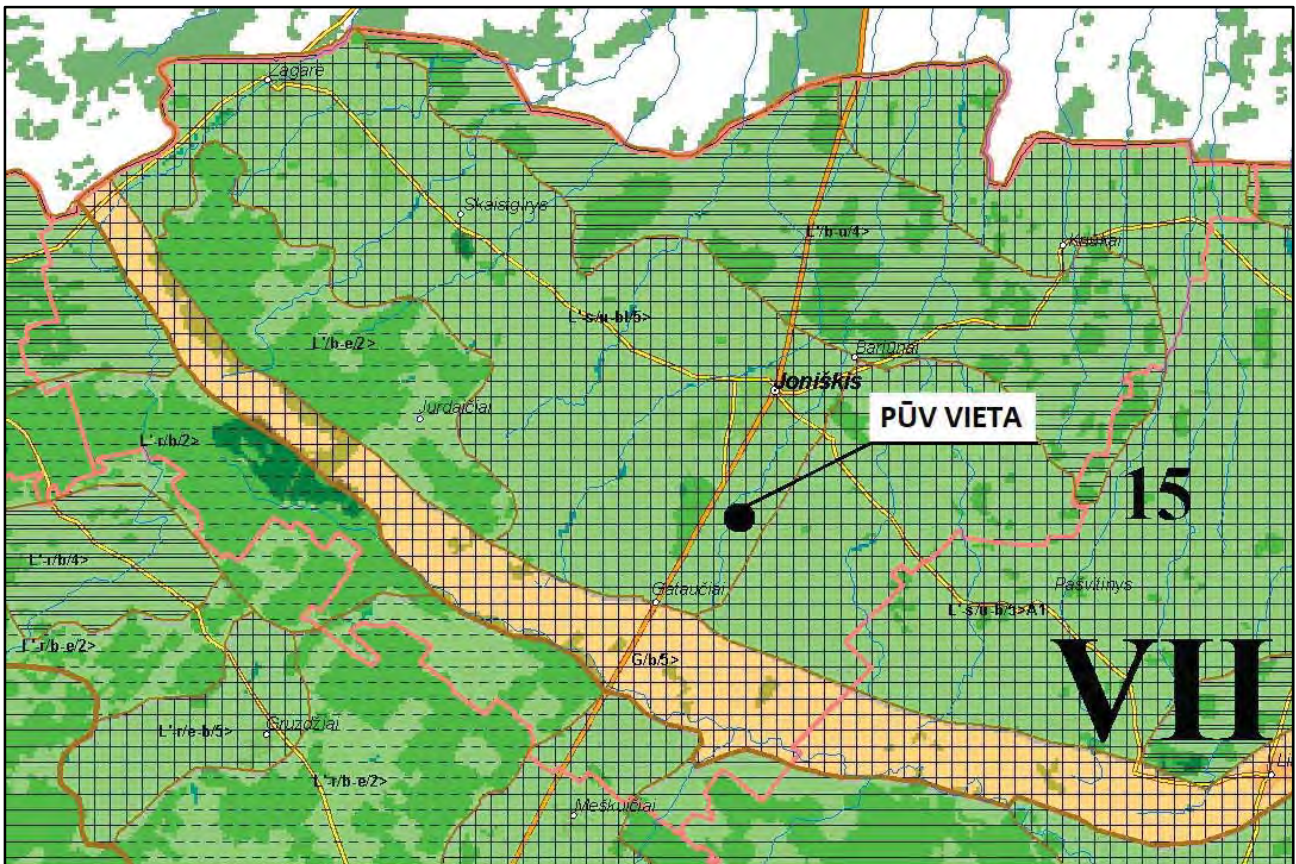 Žagarė
Skaistgirys
L'/b-u/4>
Kriukai
L'-s/u-bl/5>
L'/b-e/2>
Bariūnai
Joniškis
Jurdaičiai
PŪV VIETA
L'-r/b/2>
15
L'-r/b/4>
Gataučiai
Pašvitinys
L'-s/u-b/5>A1
L'-r/b-e/2>
G/b/5>
VII
Gruzdžiai
L'-r/e-b/5>
L'-r/b-e/2>
Meškuičiai